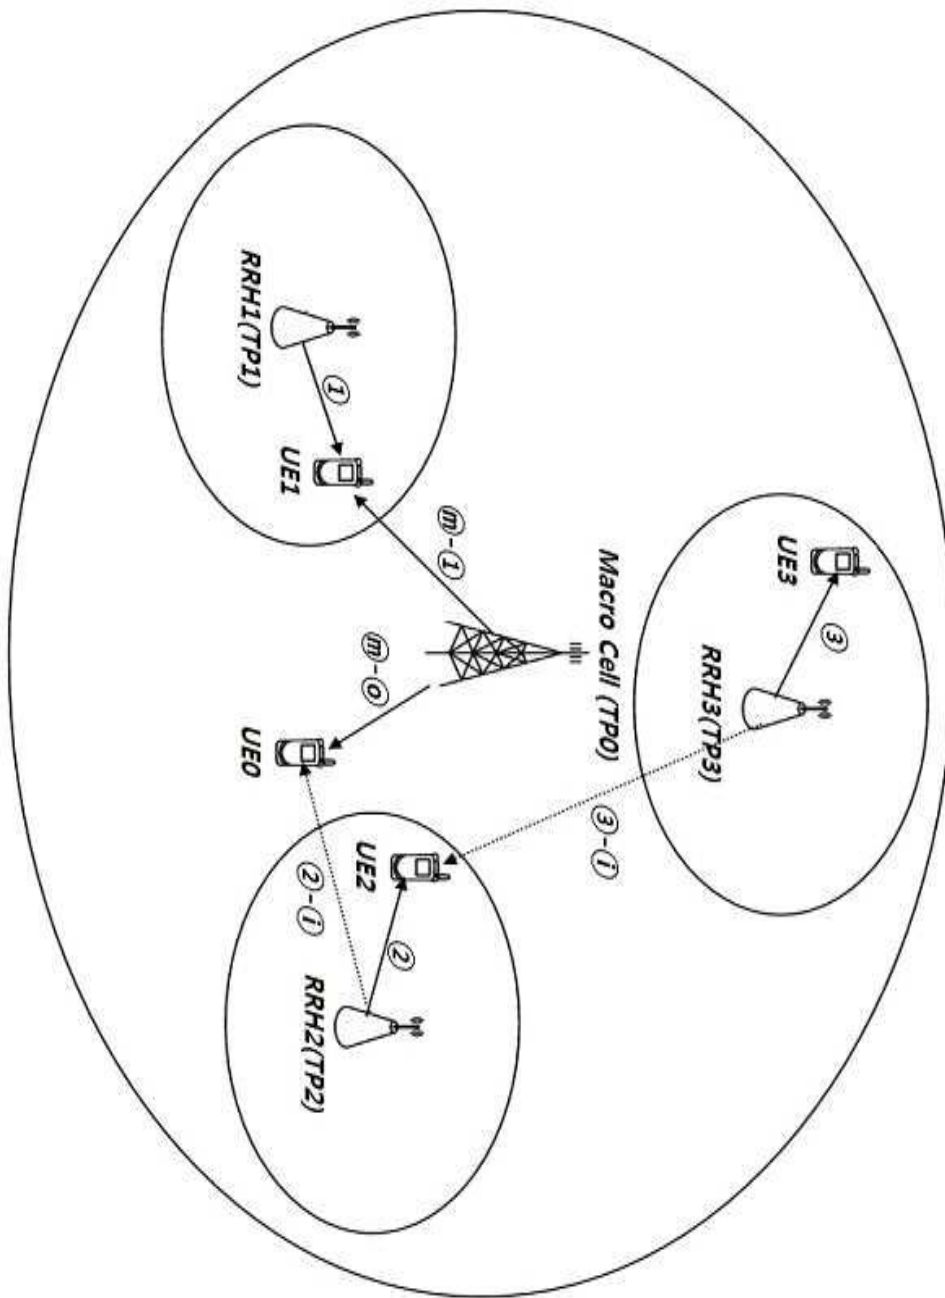 ③
UE3
RRH3(TP3)
Macro Cell (TP0)
③-ⓘ
ⓜ-①
②
ⓜ-ⓞ
UE2
①
RRH2(TP2)
②-ⓘ
UE1
RRH1(TP1)
UE0